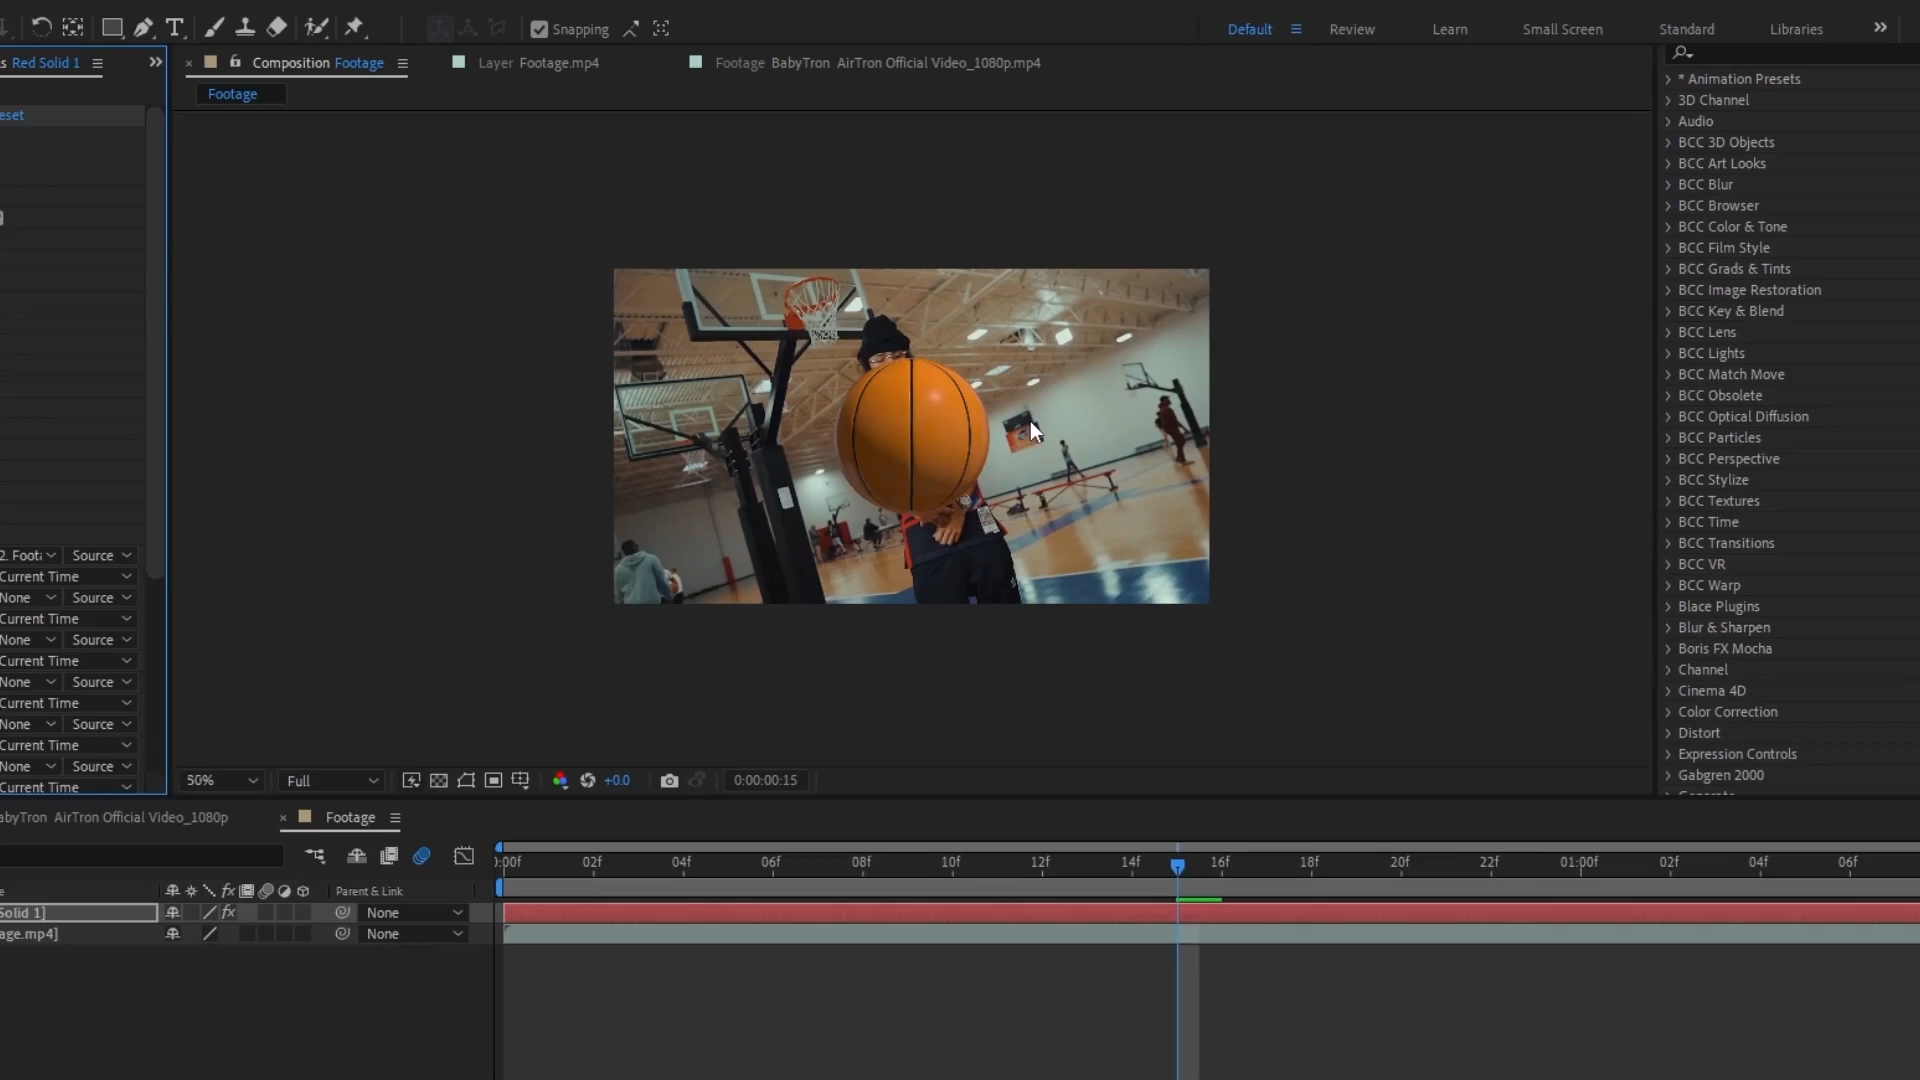 Snapping
Default
Review
Learn
Small Screen
Standard
Libraries
s Red Solid 1
Composition Footage
Layer Footage.mp4
Footage BabyTron AirTron Official Video_1080p.mp4
Footage
eset
* Animation Presets
3D Channel
Audio
BCC 3D Objects
BCC Art Looks
BCC Blur
BCC Browser
BCC Color & Tone
BCC Film Style
BCC Grads & Tints
BCC Image Restoration
BCC Key & Blend
BCC Lens
BCC Lights
BCC Match Move
BCC Obsolete
BCC Optical Diffusion
BCC Particles
BCC Perspective
BCC Stylize
BCC Textures
BCC Time
BCC Transitions
BCC VR
BCC Warp
Blace Plugins
Blur & Sharpen
Boris FX Mocha
Channel
Cinema 4D
Color Correction
Distort
Expression Controls
Gabgren 2000
2. Foot Source
Current Time
None Source
Current Time
None Source
Current Time
None Source
Current Time
None Source
Current Time
None Source
Current Time
50% Full +0.0 0:00:00:15
abyTron AirTron Official Video_1080p
Footage
:00f 02f 04f 06f 08f 10f 12f 14f 16f 18f 20f 22f 01:00f 02f 04f 06f
e fx Parent & Link
Solid 1] fx None
age.mp4] None